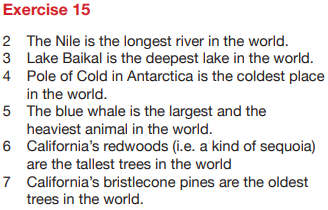 Exercise 15
2 The Nile is the longest river in the world.
3 Lake Baikal is the deepest lake in the world.
4 Pole of Cold in Antarctica is the coldest place
in the world.
5 The blue whale is the largest and the
heaviest animal in the world.
6 California's redwoods (i.e. a kind of sequoia)
are the tallest trees in the world
7 California's bristlecone pines are the oldest
trees in the world.